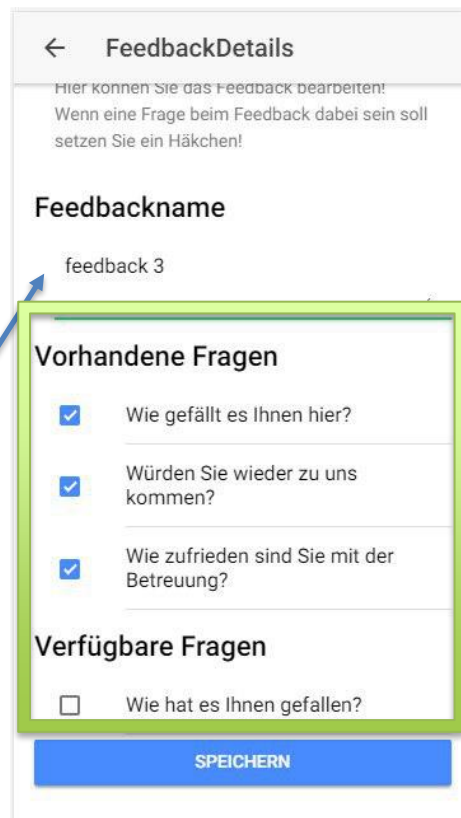 FeedbackDetails
Hier können Sie das Feedback bearbeiten!
Wenn eine Frage beim Feedback dabei sein soll
setzen Sie ein Häkchen!
Feedbackname
feedback 3
Vorhandene Fragen
Wie gefällt es Ihnen hier?
Würden Sie wieder zu uns
kommen?
Wie zufrieden sind Sie mit der
Betreuung?
Verfügbare Fragen
Wie hat es Ihnen gefallen?
SPEICHERN